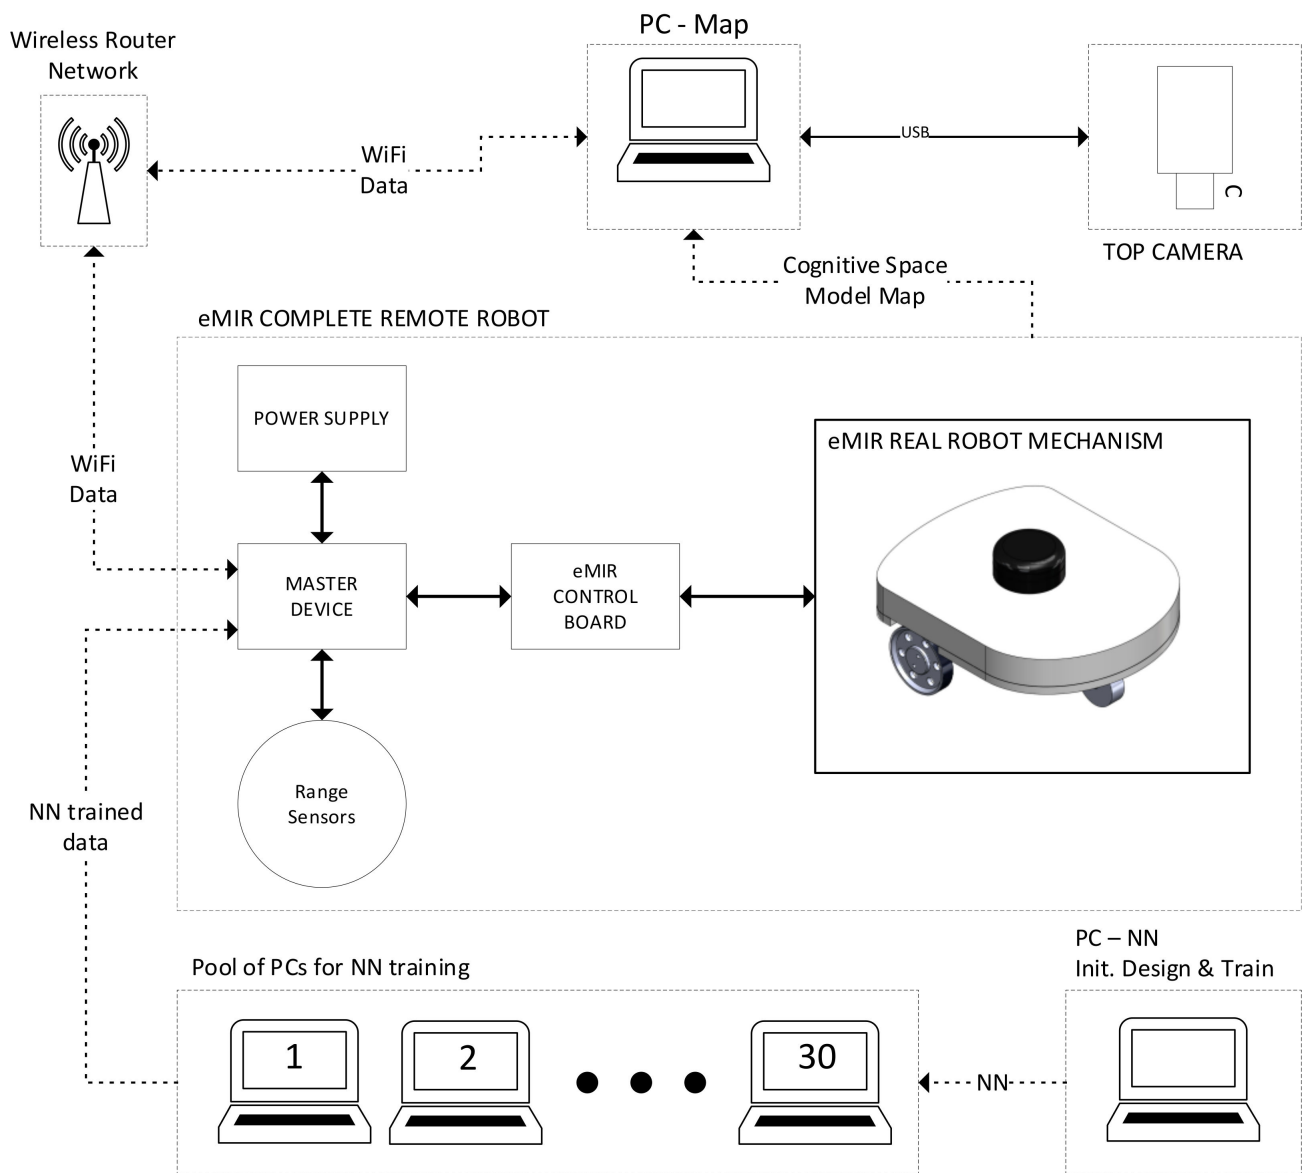 PC - Map
Wireless Router
Network
WiFi
Data
USB
C
TOP CAMERA
Cognitive Space
Model Map
eMIR COMPLETE REMOTE ROBOT
POWER SUPPLY
eMIR REAL ROBOT MECHANISM
WiFi
Data
MASTER
DEVICE
eMIR
CONTROL
BOARD
Range
Sensors
NN trained
data
PC – NN
Init. Design & Train
Pool of PCs for NN training
1
2
30
NN